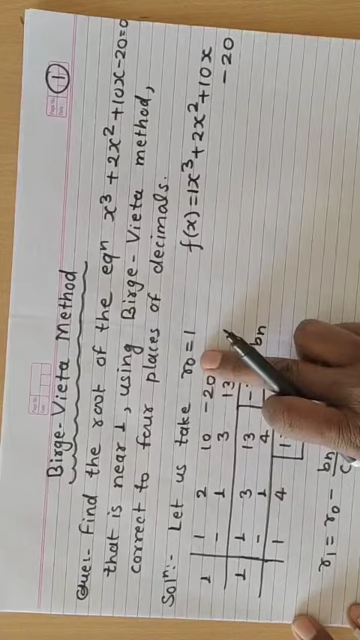 1
Birge-Vieta Method
Que:- Find the root of the eqn x³ + 2x² + 10x - 20 = 0
that is near 1, using Birge-Vieta method,
correct to four places of decimals.
Solⁿ:- Let us take r0 = 1
f(x) = 1x³ + 2x² + 10x
- 20
1 1 2 10 -20
- 1 3 13
1 1 3 13
bn
- 1 4
1 4
r1 = r0 - bn